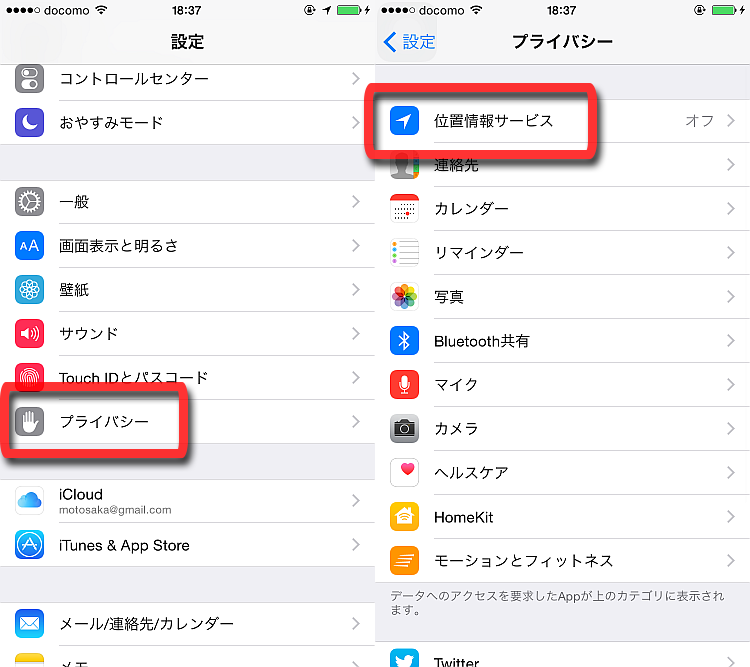 docomo 18:37
設定
コントロールセンター
おやすみモード
一般
AA 画面表示と明るさ
壁紙
サウンド
Touch IDとパスコード
プライバシー
iCloud
motosaka@gmail.com
iTunes & App Store
メール/連絡先/カレンダー
メモ
docomo 18:37
設定 プライバシー
位置情報サービス オフ
連絡先
カレンダー
リマインダー
写真
Bluetooth共有
マイク
カメラ
ヘルスケア
HomeKit
モーションとフィットネス
データへのアクセスを要求したAppが上のカテゴリに表示され
ます。
Twitter